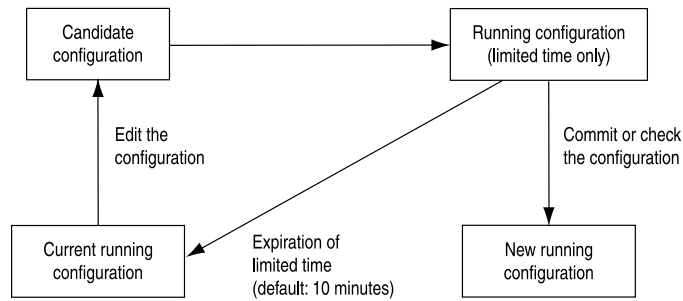 Candidate
configuration
Running configuration
(limited time only)
Edit the
configuration
Commit or check
the configuration
Current running
configuration
Expiration of
limited time
(default: 10 minutes)
New running
configuration